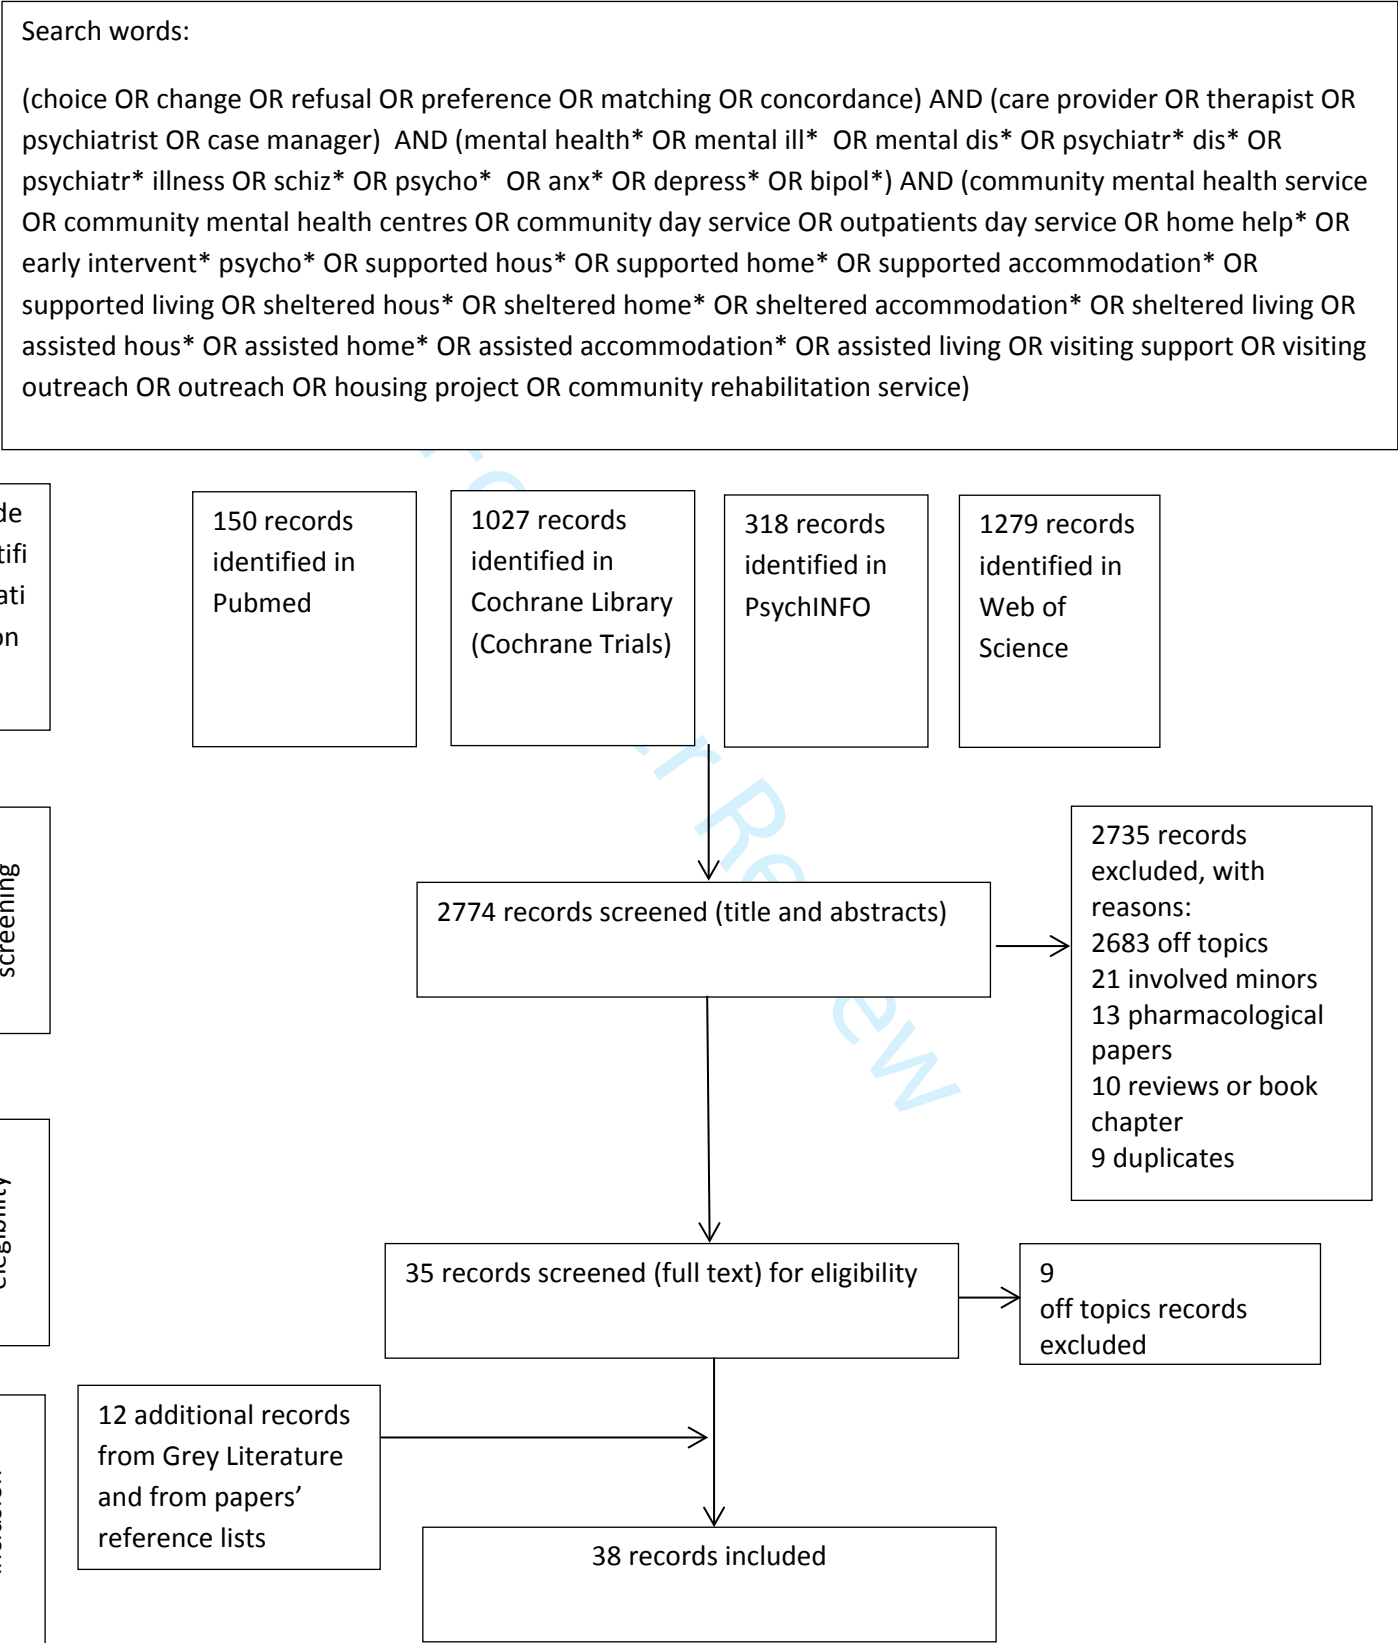 Search words:
(choice OR change OR refusal OR preference OR matching OR concordance) AND (care provider OR therapist OR
psychiatrist OR case manager)  AND (mental health* OR mental ill*  OR mental dis* OR psychiatr* dis* OR
psychiatr* illness OR schiz* OR psycho*  OR anx* OR depress* OR bipol*) AND (community mental health service
OR community mental health centres OR community day service OR outpatients day service OR home help* OR
early intervent* psycho* OR supported hous* OR supported home* OR supported accommodation* OR
supported living OR sheltered hous* OR sheltered home* OR sheltered accommodation* OR sheltered living OR
assisted hous* OR assisted home* OR assisted accommodation* OR assisted living OR visiting support OR visiting
outreach OR outreach OR housing project OR community rehabilitation service)
de
tifi
ati
on
150 records
identified in
Pubmed
1027 records
identified in
Cochrane Library
(Cochrane Trials)
318 records
identified in
PsychINFO
1279 records
identified in
Web of
Science
screening
2774 records screened (title and abstracts)
2735 records
excluded, with
reasons:
2683 off topics
21 involved minors
13 pharmacological
papers
10 reviews or book
chapter
9 duplicates
35 records screened (full text) for eligibility
9
off topics records
excluded
12 additional records
from Grey Literature
and from papers'
reference lists
38 records included
Review